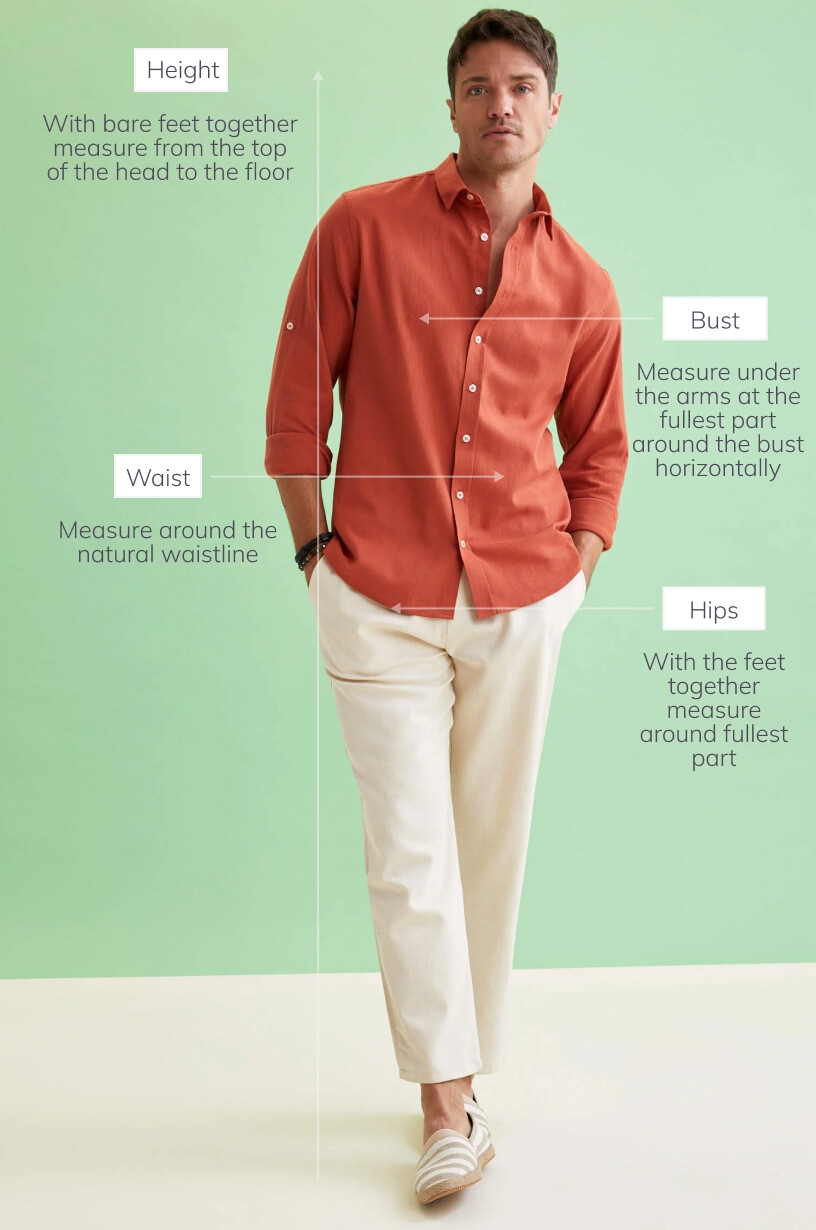 Height
With bare feet together
measure from the top
of the head to the floor
Bust
Measure under
the arms at the
fullest part
around the bust
horizontally
Waist
Measure around the
natural waistline
Hips
With the feet
together
measure
around fullest
part